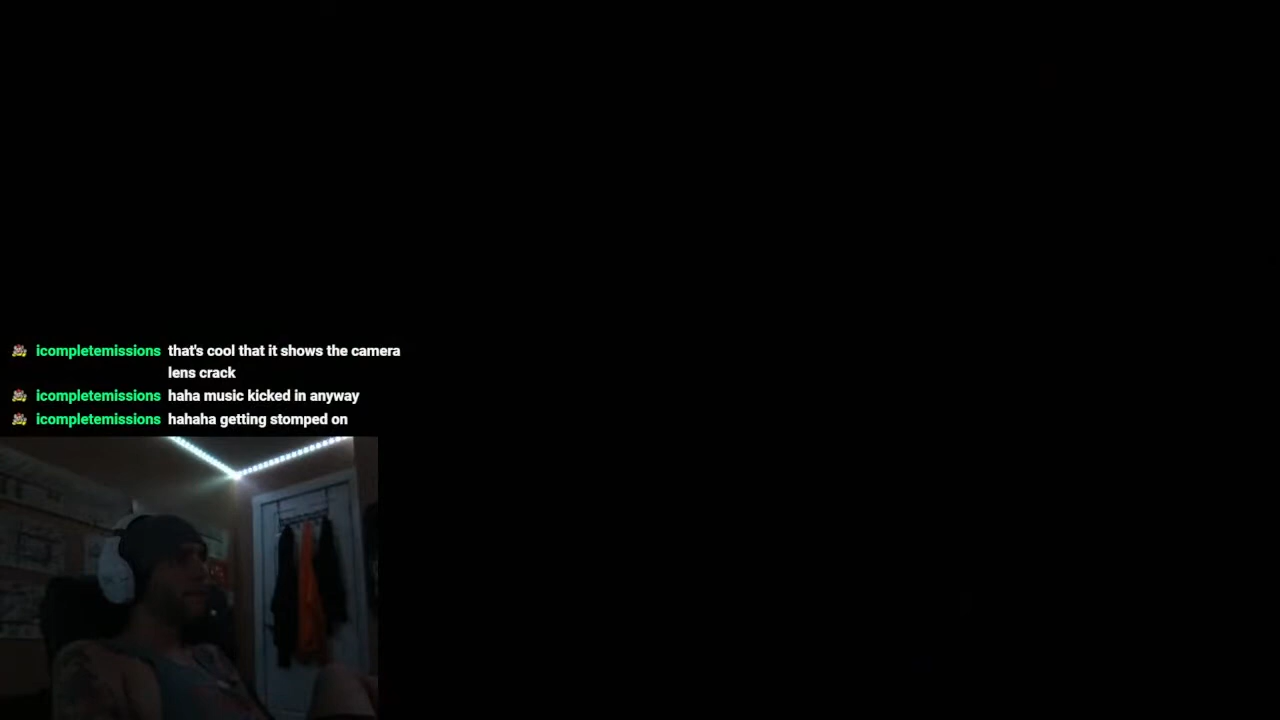 icompletemissions that's cool that it shows the camera
lens crack
icompletemissions haha music kicked in anyway
icompletemissions hahaha getting stomped on